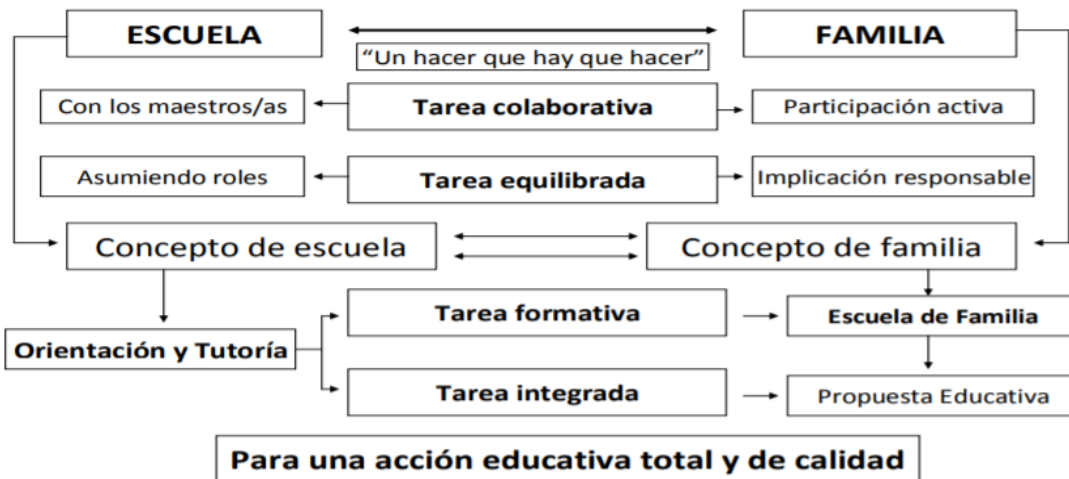 ESCUELA
FAMILIA
“Un hacer que hay que hacer”
Con los maestros/as
Tarea colaborativa
Participación activa
Asumiendo roles
Tarea equilibrada
Implicación responsable
Concepto de escuela
Concepto de familia
Tarea formativa
Escuela de Familia
Orientación y Tutoría
Tarea integrada
Propuesta Educativa
Para una acción educativa total y de calidad